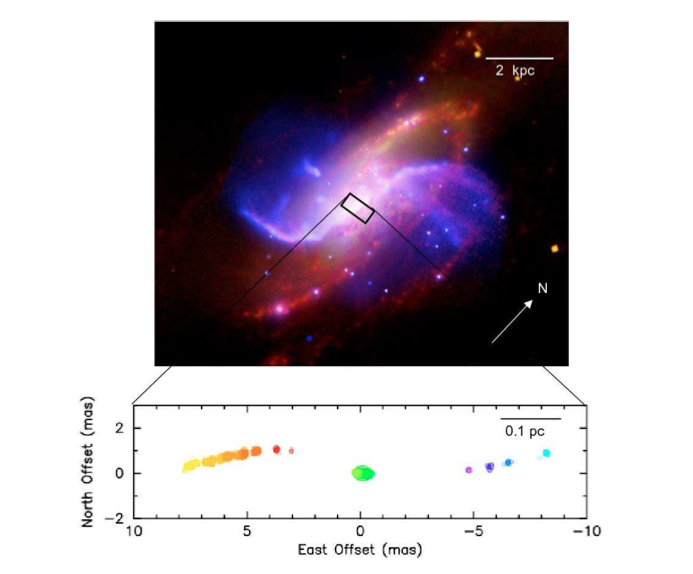 2 kpc
N
0.1 pc
North Offset (mas)
2
0
−2
10
5
0
−5
−10
East Offset (mas)